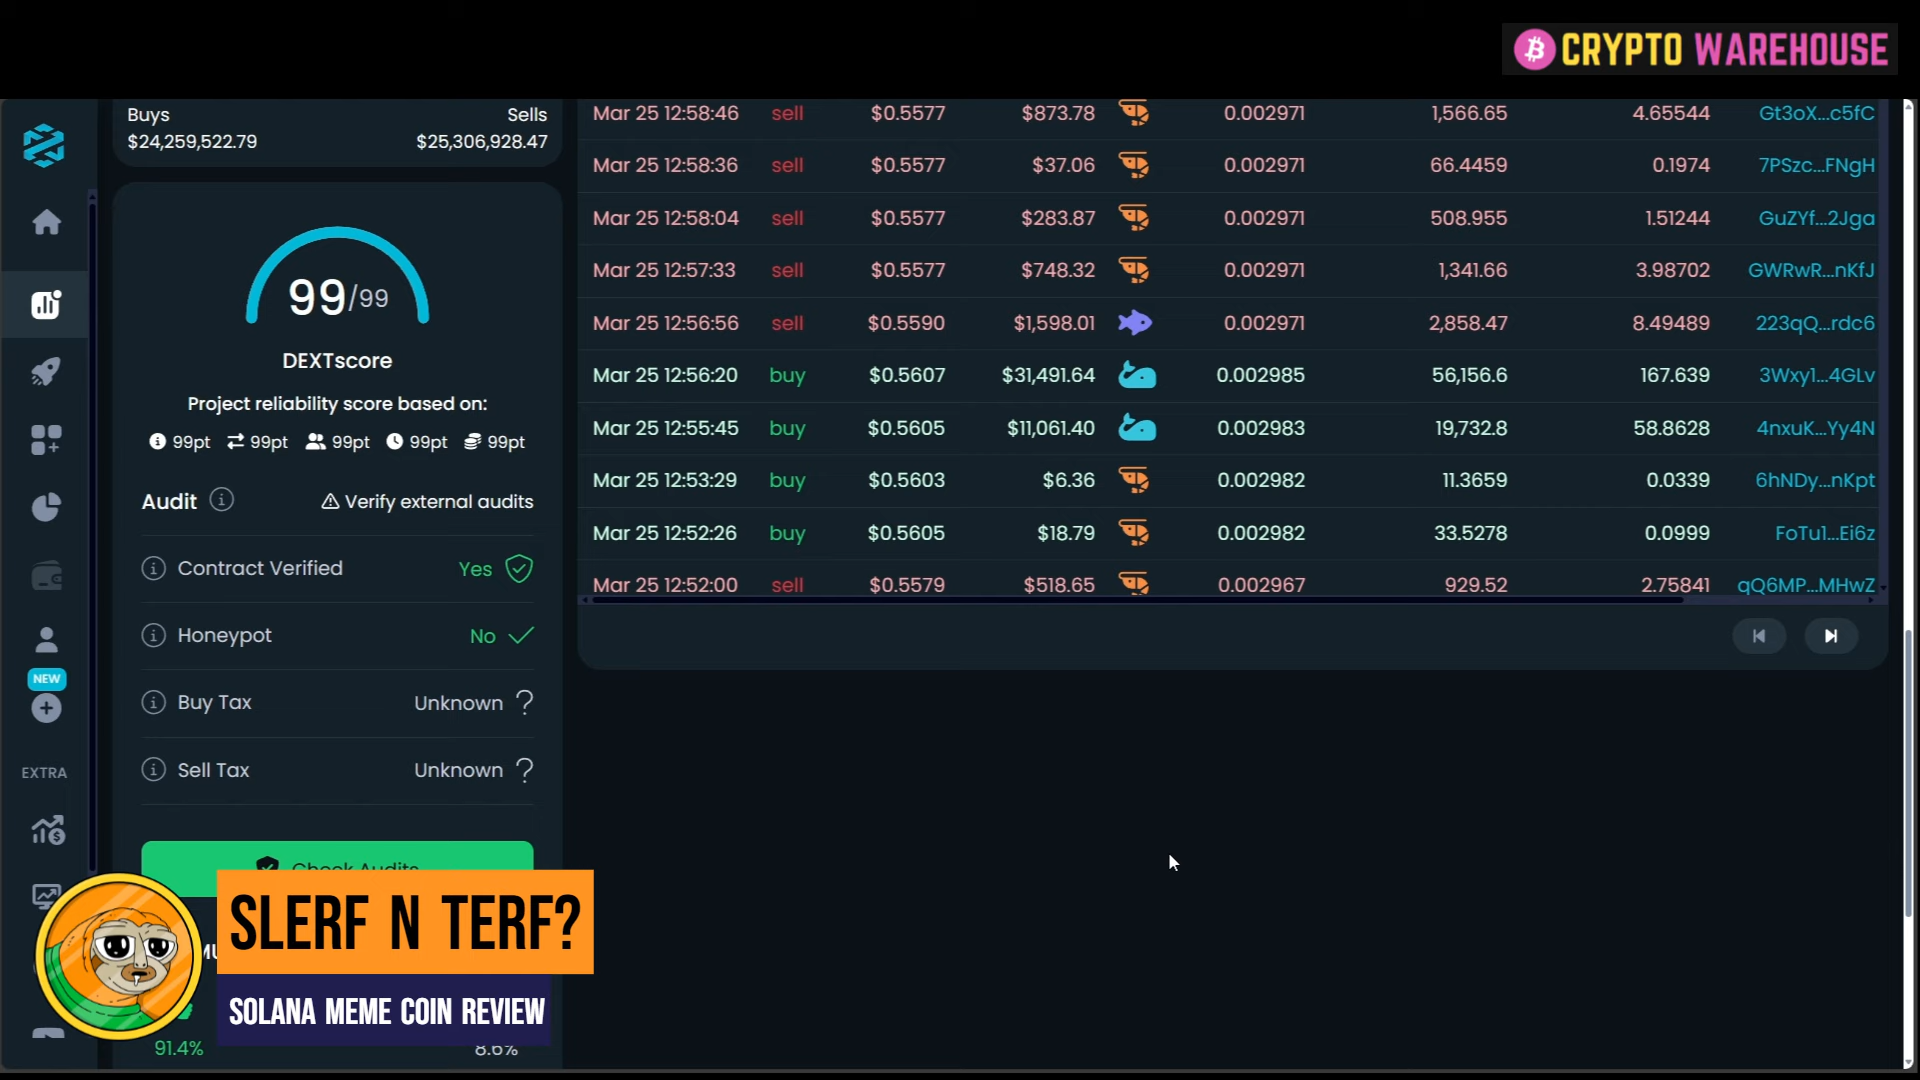 CRYPTO WAREHOUSE
Buys Sells
$24,259,522.79 $25,306,928.47
99/99
DEXTscore
Project reliability score based on:
99pt 99pt 99pt 99pt 99pt
Audit Verify external audits
Contract Verified Yes
Honeypot No
Buy Tax Unknown ?
Sell Tax Unknown ?
Check Audits
NEW
EXTRA
Mar 25 12:58:46 sell $0.5577 $873.78 0.002971 1,566.65 4.65544 Gt3oX...c5fC
Mar 25 12:58:36 sell $0.5577 $37.06 0.002971 66.4459 0.1974 7PSzc...FNgH
Mar 25 12:58:04 sell $0.5577 $283.87 0.002971 508.955 1.51244 GuZYf...2Jga
Mar 25 12:57:33 sell $0.5577 $748.32 0.002971 1,341.66 3.98702 GWRwR...nKfJ
Mar 25 12:56:56 sell $0.5590 $1,598.01 0.002971 2,858.47 8.49489 223qQ...rdc6
Mar 25 12:56:20 buy $0.5607 $31,491.64 0.002985 56,156.6 167.639 3Wxy1...4GLv
Mar 25 12:55:45 buy $0.5605 $11,061.40 0.002983 19,732.8 58.8628 4nxuK...Yy4N
Mar 25 12:53:29 buy $0.5603 $6.36 0.002982 11.3659 0.0339 6hNDy...nKpt
Mar 25 12:52:26 buy $0.5605 $18.79 0.002982 33.5278 0.0999 FoTu1...Ei6z
Mar 25 12:52:00 sell $0.5579 $518.65 0.002967 929.52 2.75841 qQ6MP...MHwZ
SLERF N TERF?
SOLANA MEME COIN REVIEW
91.4% 8.6%